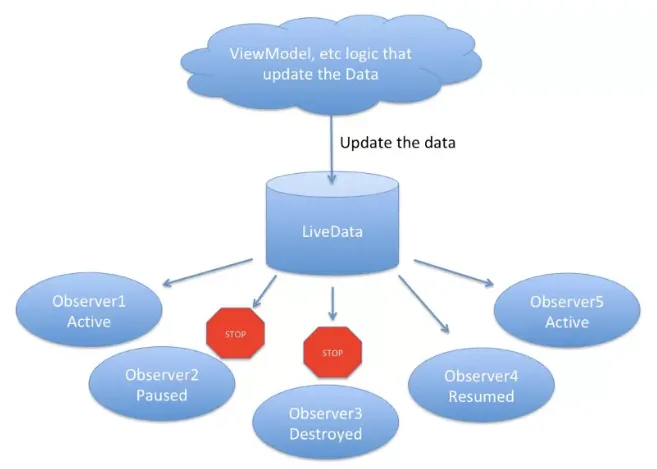 ViewModel, etc logic that
update the Data
Update the data
LiveData
Observer1
Active
Observer2
Paused
STOP
Observer3
Destroyed
STOP
Observer4
Resumed
Observer5
Active